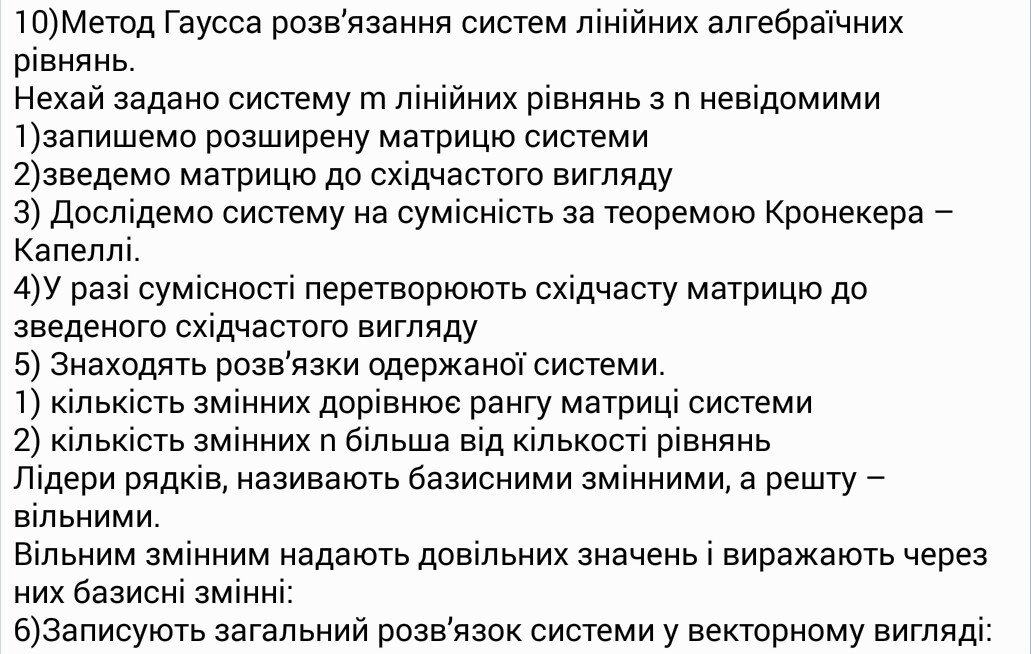 10)Метод Гаусса розв’язання систем лінійних алгебраїчних
рівнянь.
Нехай задано систему m лінійних рівнянь з n невідомими
1)запишемо розширену матрицю системи
2)зведемо матрицю до східчастого вигляду
3) Дослідемо систему на сумісність за теоремою Кронекера –
Капеллі.
4)У разі сумісності перетворюють східчасту матрицю до
зведеного східчастого вигляду
5) Знаходять розв’язки одержаної системи.
1) кількість змінних дорівнює рангу матриці системи
2) кількість змінних n більша від кількості рівнянь
Лідери рядків, називають базисними змінними, а решту –
вільними.
Вільним змінним надають довільних значень і виражають через
них базисні змінні:
6)Записують загальний розв’язок системи у векторному вигляді: